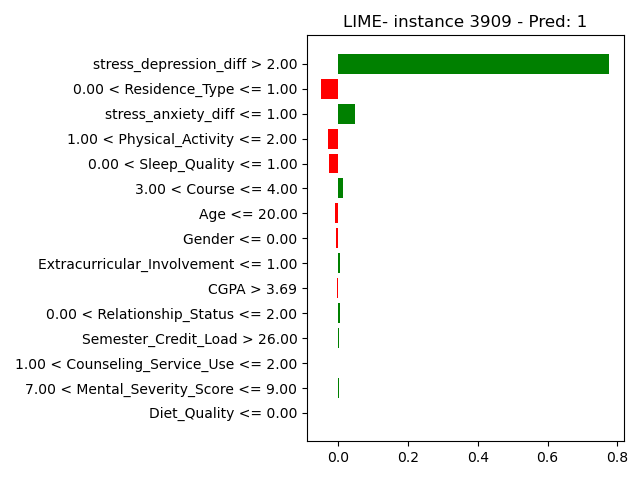 LIME- instance 3909 - Pred: 1
stress_depression_diff > 2.00
0.00 < Residence_Type <= 1.00
stress_anxiety_diff <= 1.00
1.00 < Physical_Activity <= 2.00
0.00 < Sleep_Quality <= 1.00
3.00 < Course <= 4.00
Age <= 20.00
Gender <= 0.00
Extracurricular_Involvement <= 1.00
CGPA > 3.69
0.00 < Relationship_Status <= 2.00
Semester_Credit_Load > 26.00
1.00 < Counseling_Service_Use <= 2.00
7.00 < Mental_Severity_Score <= 9.00
Diet_Quality <= 0.00
0.0 0.2 0.4 0.6 0.8